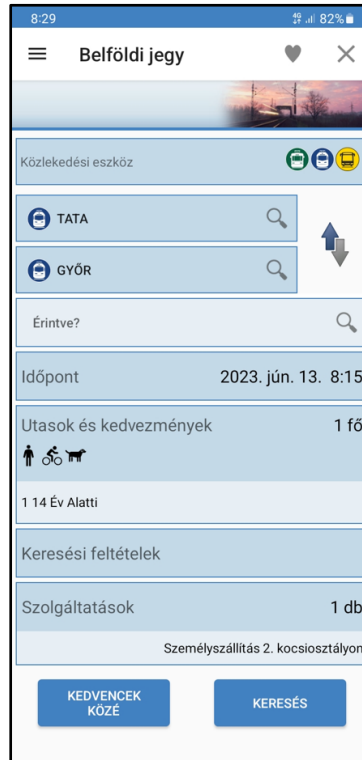 8:29 4G 82%
Belföldi jegy
Közlekedési eszköz
TATA
GYŐR
Érintve?
Időpont 2023. jún. 13. 8:15
Utasok és kedvezmények 1 fő
1 14 Év Alatti
Keresési feltételek
Szolgáltatások 1 db
Személyszállítás 2. kocsiosztályon
KEDVENCEK
KÖZÉ
KERESÉS